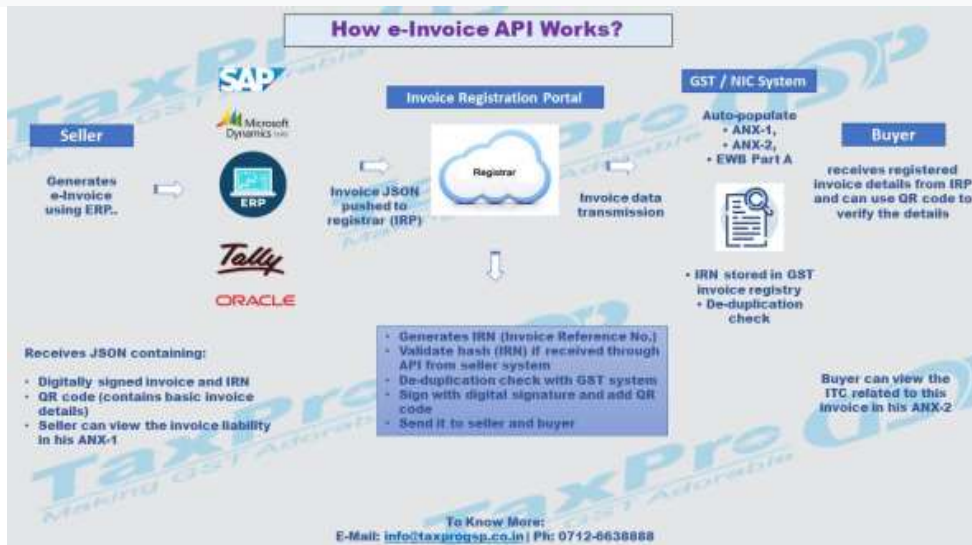 How e-Invoice API Works?
Seller
Generates
e-Invoice
using ERP..
SAP
Microsoft
Dynamics
ERP
Tally
ORACLE
Invoice Registration Portal
Registrar
Invoice JSON
pushed to
registrar (IRP)
Invoice data
transmission
GST / NIC System
Auto-populate
• ANX-1,
• ANX-2,
• EWB Part A
• IRN stored in GST
invoice registry
• De-duplication
check
Buyer
receives registered
invoice details from IRP
and can use QR code to
verify the details
Receives JSON containing:
• Digitally signed invoice and IRN
• QR code (contains basic invoice
details)
• Seller can view the invoice liability
in his ANX-1
• Generates IRN (Invoice Reference No.)
• Validate hash (IRN) if received through
API from seller system
• De-duplication check with GST system
• Sign with digital signature and add QR
code
• Send it to seller and buyer
Buyer can view the
ITC related to this
invoice in his ANX-2
To Know More:
E-Mail: info@taxprogsp.co.in | Ph: 0712-6638888
TaxPro GSP
Making GST Adorable